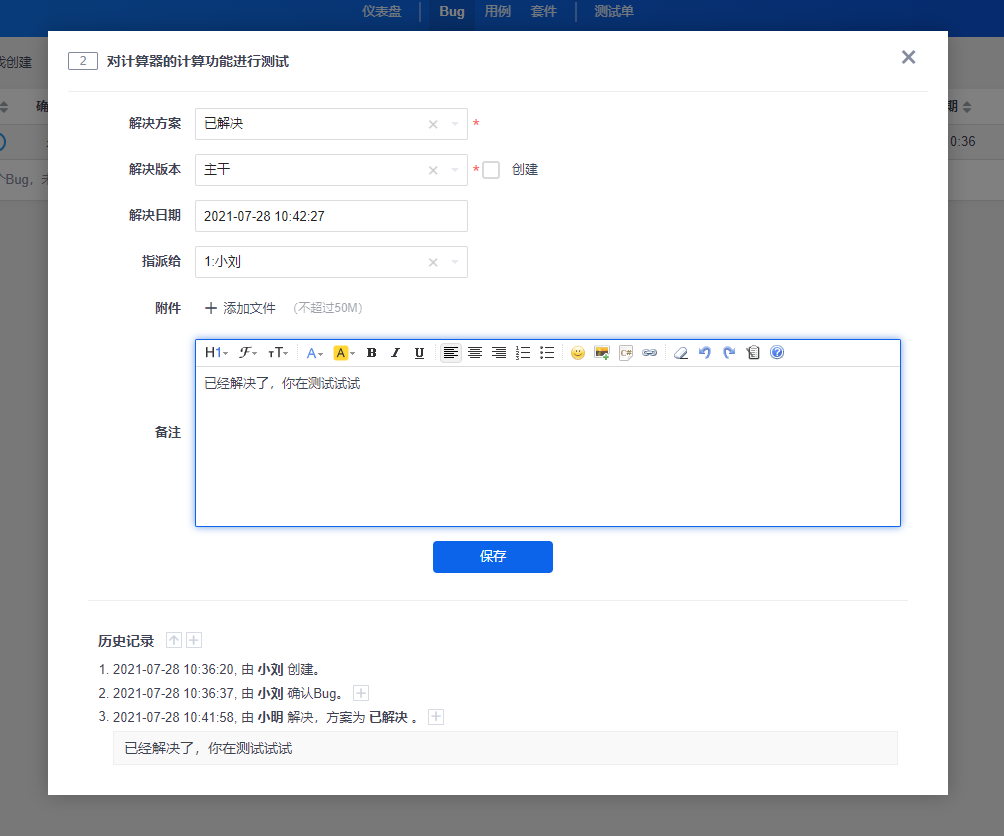 仪表盘 Bug 用例 套件 测试单
2 对计算器的计算功能进行测试
创建
确
期
0:36
个Bug，未
解决方案 已解决 *
解决版本 主干 * 创建
解决日期 2021-07-28 10:42:27
指派给 1:小刘
附件 添加文件 (不超过50M)
H1 F TT A A B I U C#
已经解决了，你在测试试试
备注
保存
历史记录
1. 2021-07-28 10:36:20, 由 小刘 创建。
2. 2021-07-28 10:36:37, 由 小刘 确认Bug。
3. 2021-07-28 10:41:58, 由 小明 解决，方案为 已解决 。
已经解决了，你在测试试试